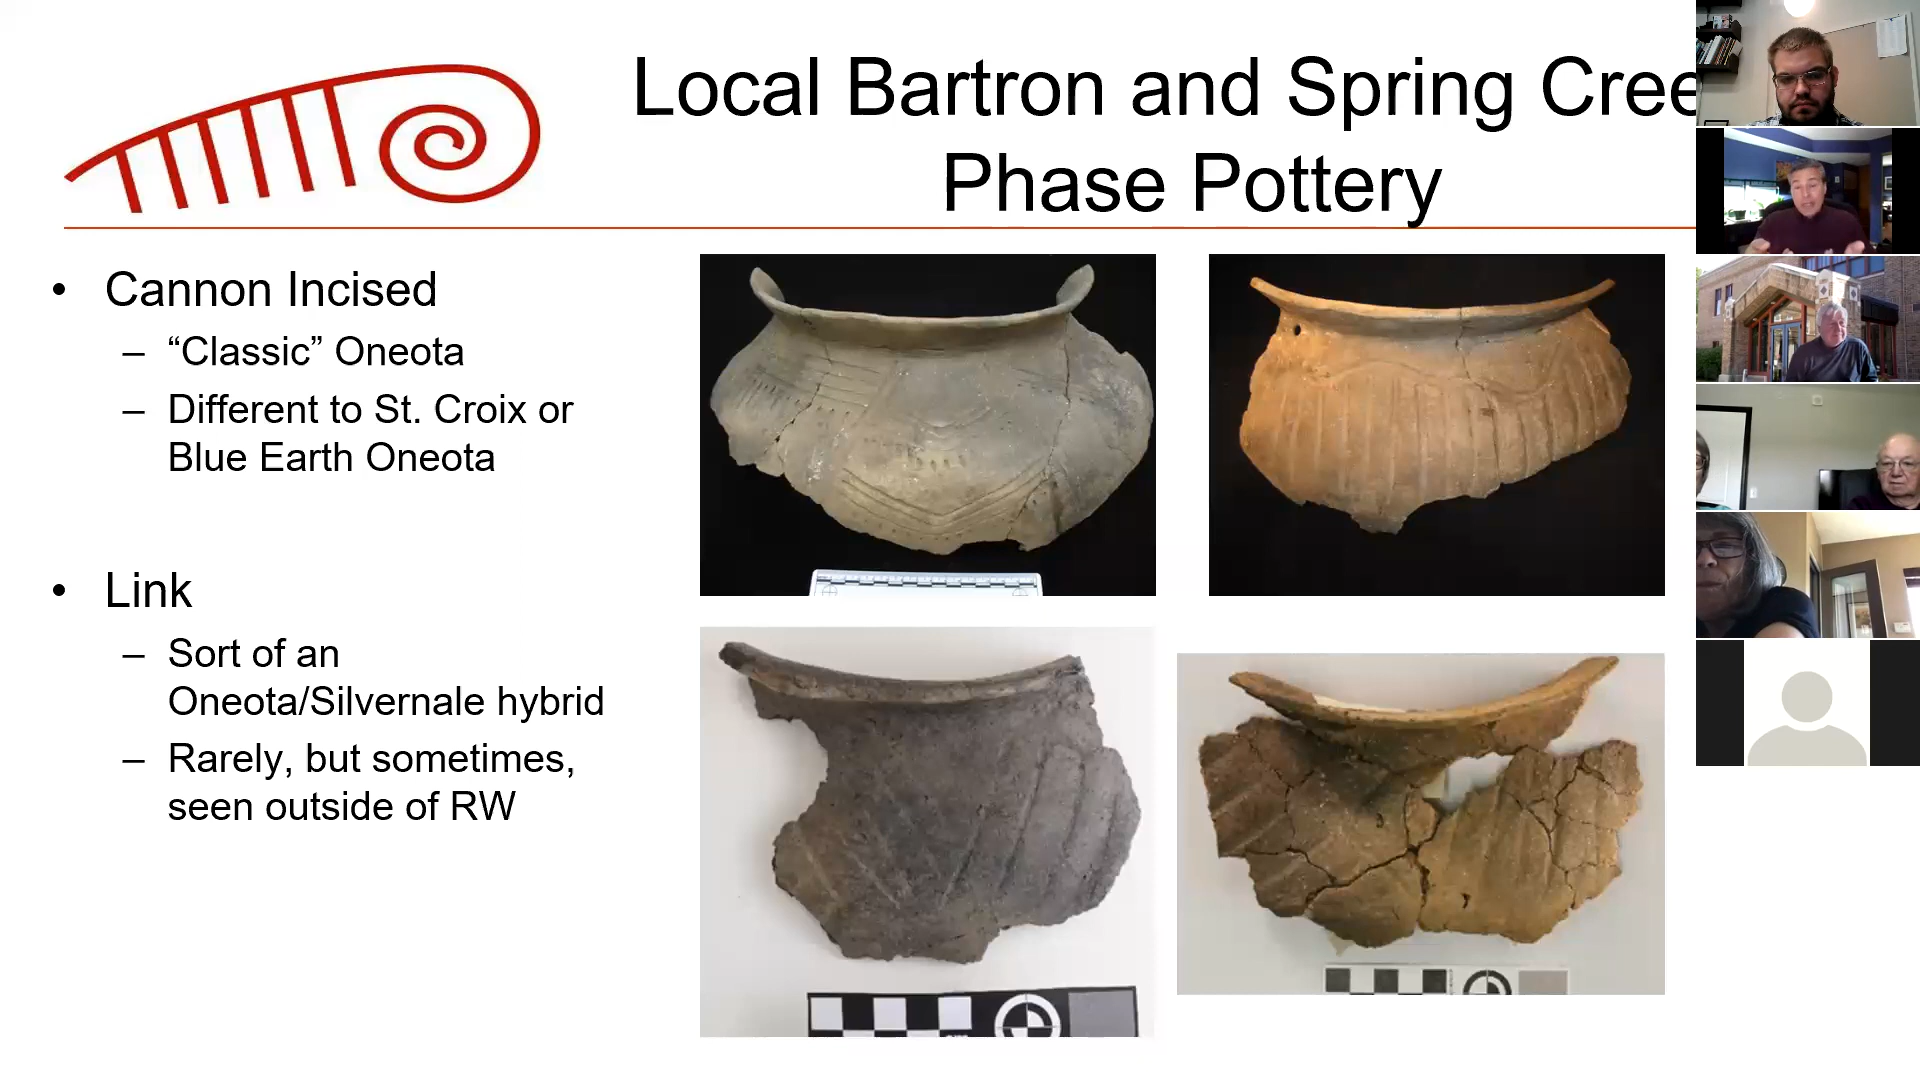 Local Bartron and Spring Cree
Phase Pottery
• Cannon Incised
– “Classic” Oneota
– Different to St. Croix or
Blue Earth Oneota
• Link
– Sort of an
Oneota/Silvernale hybrid
– Rarely, but sometimes,
seen outside of RW